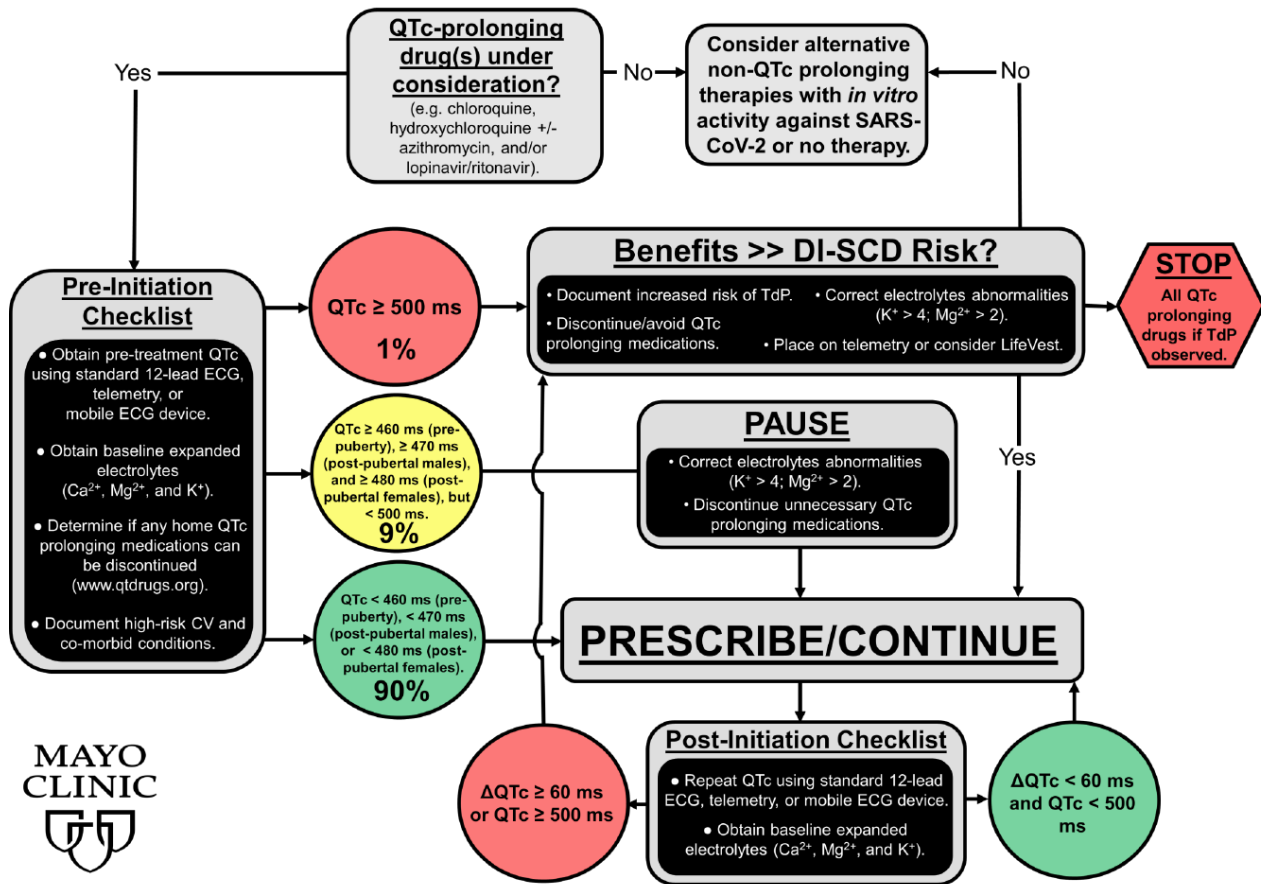 QTc-prolonging
drug(s) under
consideration?
(e.g. chloroquine,
hydroxychloroquine +/-
azithromycin, and/or
lopinavir/ritonavir).
Yes
No
Consider alternative
non-QTc prolonging
therapies with in vitro
activity against SARS-
CoV-2 or no therapy.
No
Pre-Initiation
Checklist
● Obtain pre-treatment QTc
using standard 12-lead ECG,
telemetry, or
mobile ECG device.
● Obtain baseline expanded
electrolytes
(Ca²⁺, Mg²⁺, and K⁺).
● Determine if any home QTc
prolonging medications can
be discontinued
(www.qtdrugs.org).
● Document high-risk CV and
co-morbid conditions.
QTc ≥ 500 ms
1%
QTc ≥ 460 ms (pre-
puberty), ≥ 470 ms
(post-pubertal males),
and ≥ 480 ms (post-
pubertal females), but
< 500 ms.
9%
QTc < 460 ms (pre-
puberty), < 470 ms
(post-pubertal males),
or < 480 ms (post-
pubertal females).
90%
Benefits >> DI-SCD Risk?
• Document increased risk of TdP.
• Discontinue/avoid QTc
prolonging medications.
• Correct electrolytes abnormalities
(K⁺ > 4; Mg²⁺ > 2).
• Place on telemetry or consider LifeVest.
STOP
All QTc
prolonging
drugs if TdP
observed.
PAUSE
• Correct electrolytes abnormalities
(K⁺ > 4; Mg²⁺ > 2).
• Discontinue unnecessary QTc
prolonging medications.
Yes
PRESCRIBE/CONTINUE
Post-Initiation Checklist
● Repeat QTc using standard 12-lead
ECG, telemetry, or mobile ECG device.
● Obtain baseline expanded
electrolytes (Ca²⁺, Mg²⁺, and K⁺).
ΔQTc ≥ 60 ms
or QTc ≥ 500 ms
ΔQTc < 60 ms
and QTc < 500
ms
MAYO
CLINIC